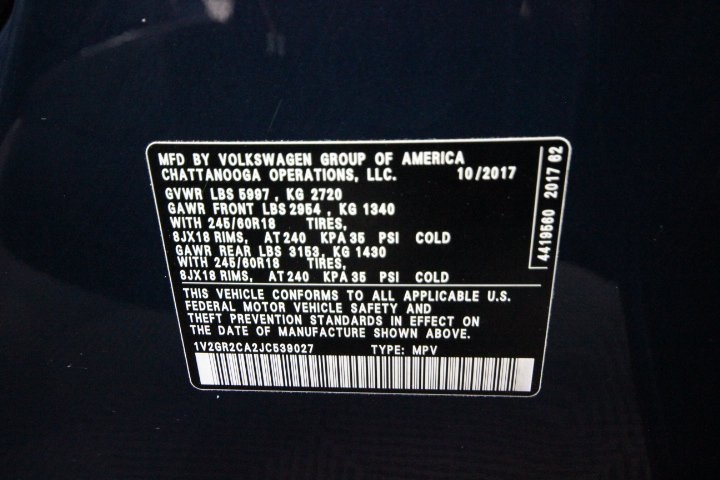 MFD BY VOLKSWAGEN GROUP OF AMERICA
CHATTANOOGA OPERATIONS, LLC. 10/2017
GVWR LBS 5997 , KG 2720
GAWR FRONT LBS 2954 , KG 1340
WITH 245/60R18 TIRES,
8JX18 RIMS, AT 240 KPA 35 PSI COLD
GAWR REAR LBS 3153, KG 1430
WITH 245/60R18 TIRES,
8JX18 RIMS, AT 240 KPA 35 PSI COLD
THIS VEHICLE CONFORMS TO ALL APPLICABLE U.S.
FEDERAL MOTOR VEHICLE SAFETY AND
THEFT PREVENTION STANDARDS IN EFFECT ON
THE DATE OF MANUFACTURE SHOWN ABOVE.
1V2GR2CA2JC539027 TYPE: MPV
4419560 2017 62